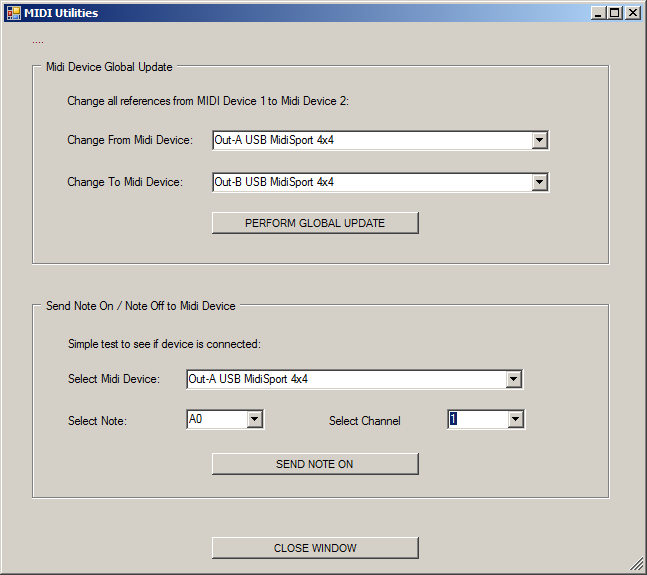 MIDI Utilities
....
Midi Device Global Update
Change all references from MIDI Device 1 to Midi Device 2:
Change From Midi Device: Out-A USB MidiSport 4x4
Change To Midi Device: Out-B USB MidiSport 4x4
PERFORM GLOBAL UPDATE
Send Note On / Note Off to Midi Device
Simple test to see if device is connected:
Select Midi Device: Out-A USB MidiSport 4x4
Select Note: A0 Select Channel 1
SEND NOTE ON
CLOSE WINDOW